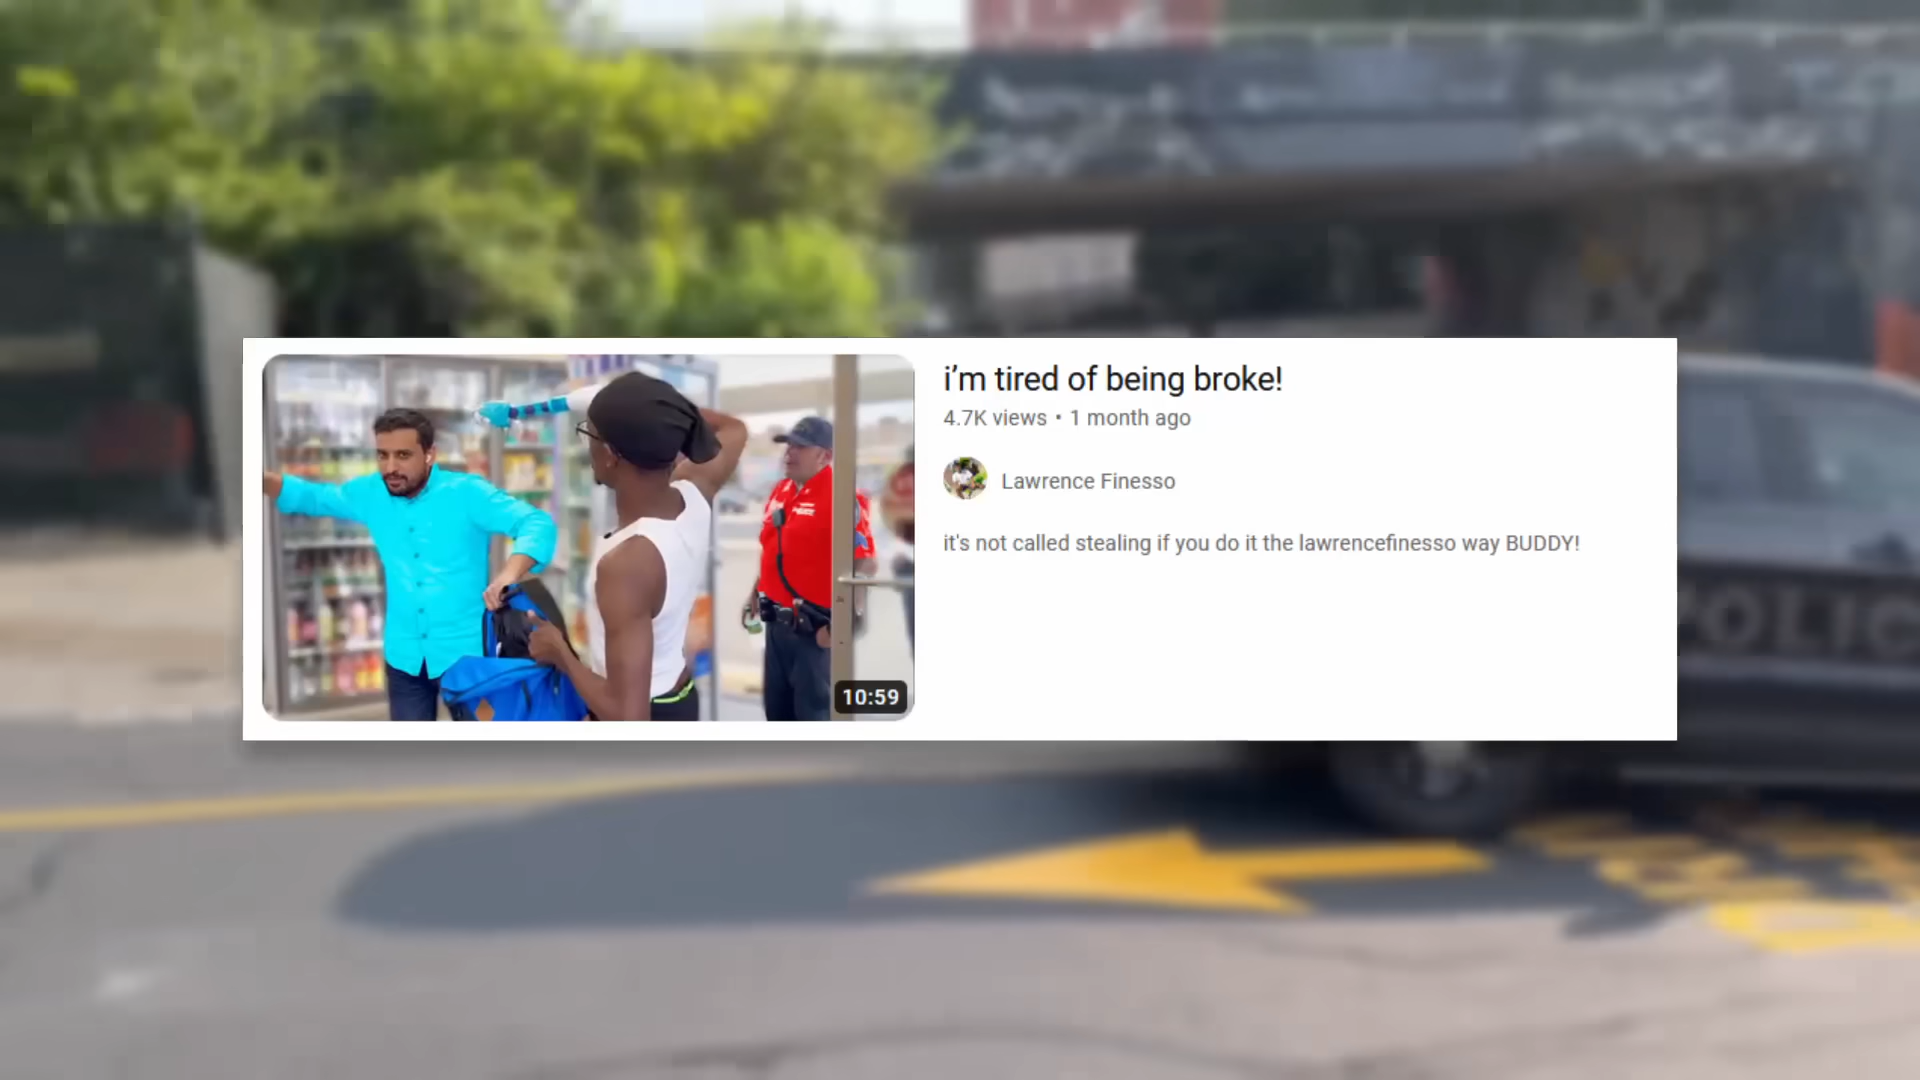 i’m tired of being broke!
4.7K views • 1 month ago
Lawrence Finesso
it's not called stealing if you do it the lawrencefinesso way BUDDY!
10:59
POLIC